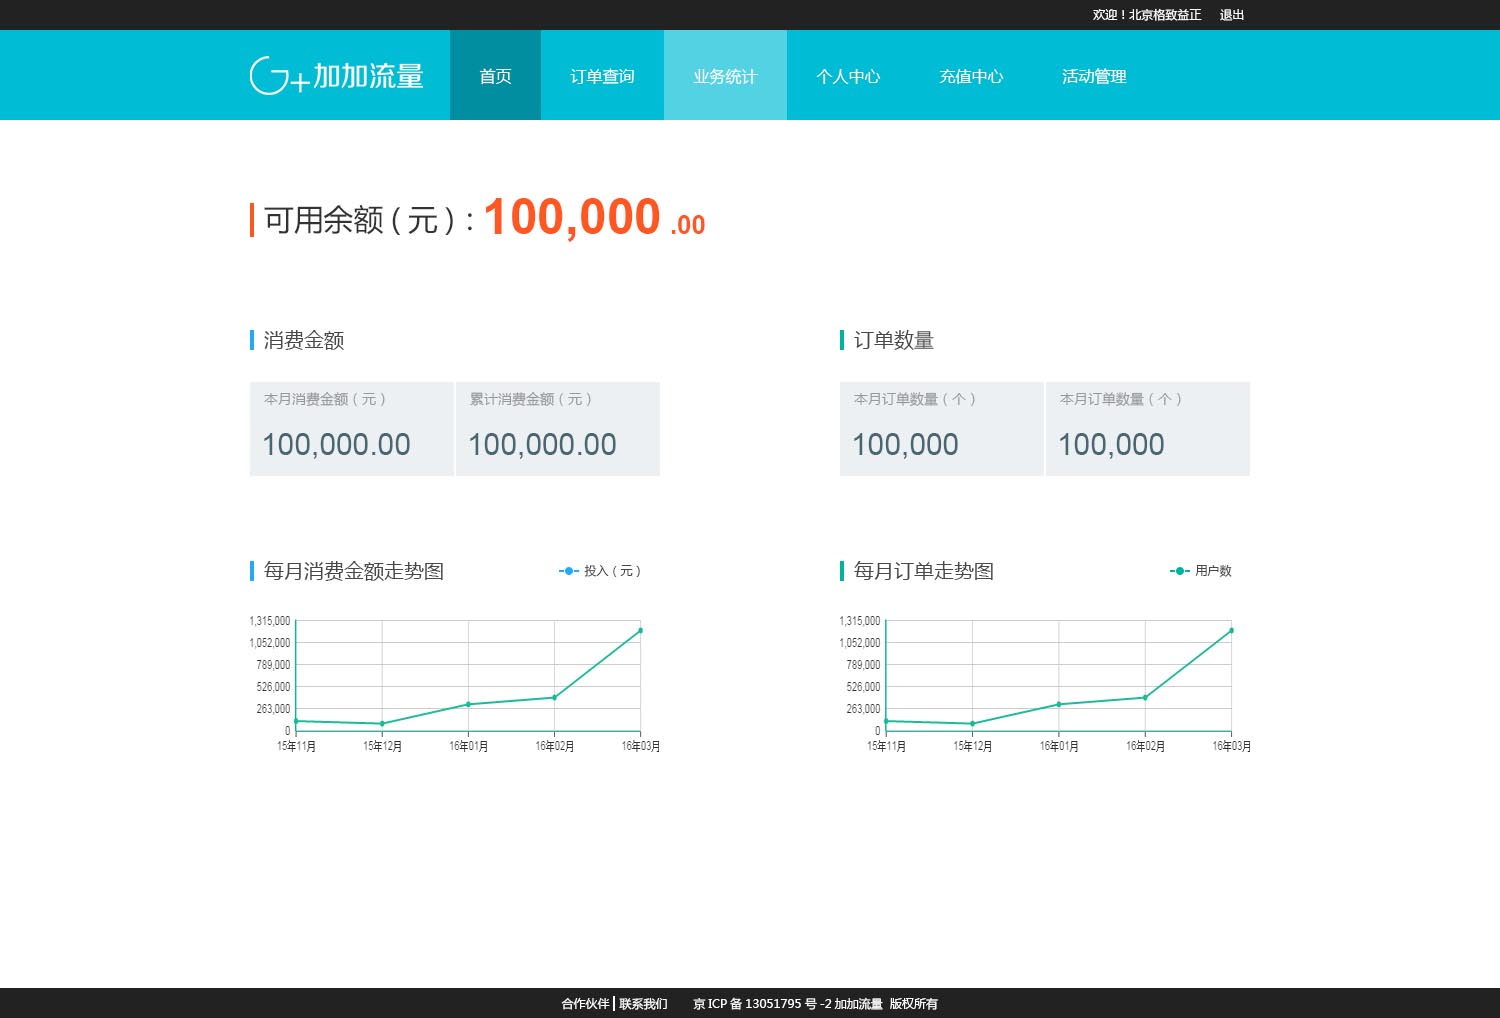 欢迎！北京格致益正 退出
G+加加流量 首页 订单查询 业务统计 个人中心 充值中心 活动管理
可用余额（元）: 100,000 .00
消费金额
本月消费金额（元） 累计消费金额（元）
100,000.00 100,000.00
订单数量
本月订单数量（个） 本月订单数量（个）
100,000 100,000
每月消费金额走势图 投入（元）
1,315,000
1,052,000
789,000
526,000
263,000
0
15年11月 15年12月 16年01月 16年02月 16年03月
每月订单走势图 用户数
1,315,000
1,052,000
789,000
526,000
263,000
0
15年11月 15年12月 16年01月 16年02月 16年03月
合作伙伴 | 联系我们 京 ICP 备 13051795 号 -2 加加流量 版权所有